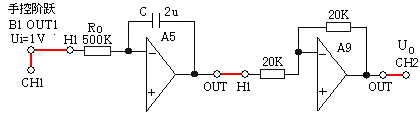 手控阶跃
B1 OUT1
Ui=1V
H1
CH1
R0
500K
C
2u
A5
OUT
H1
20K
20K
A9
OUT
U0
CH2